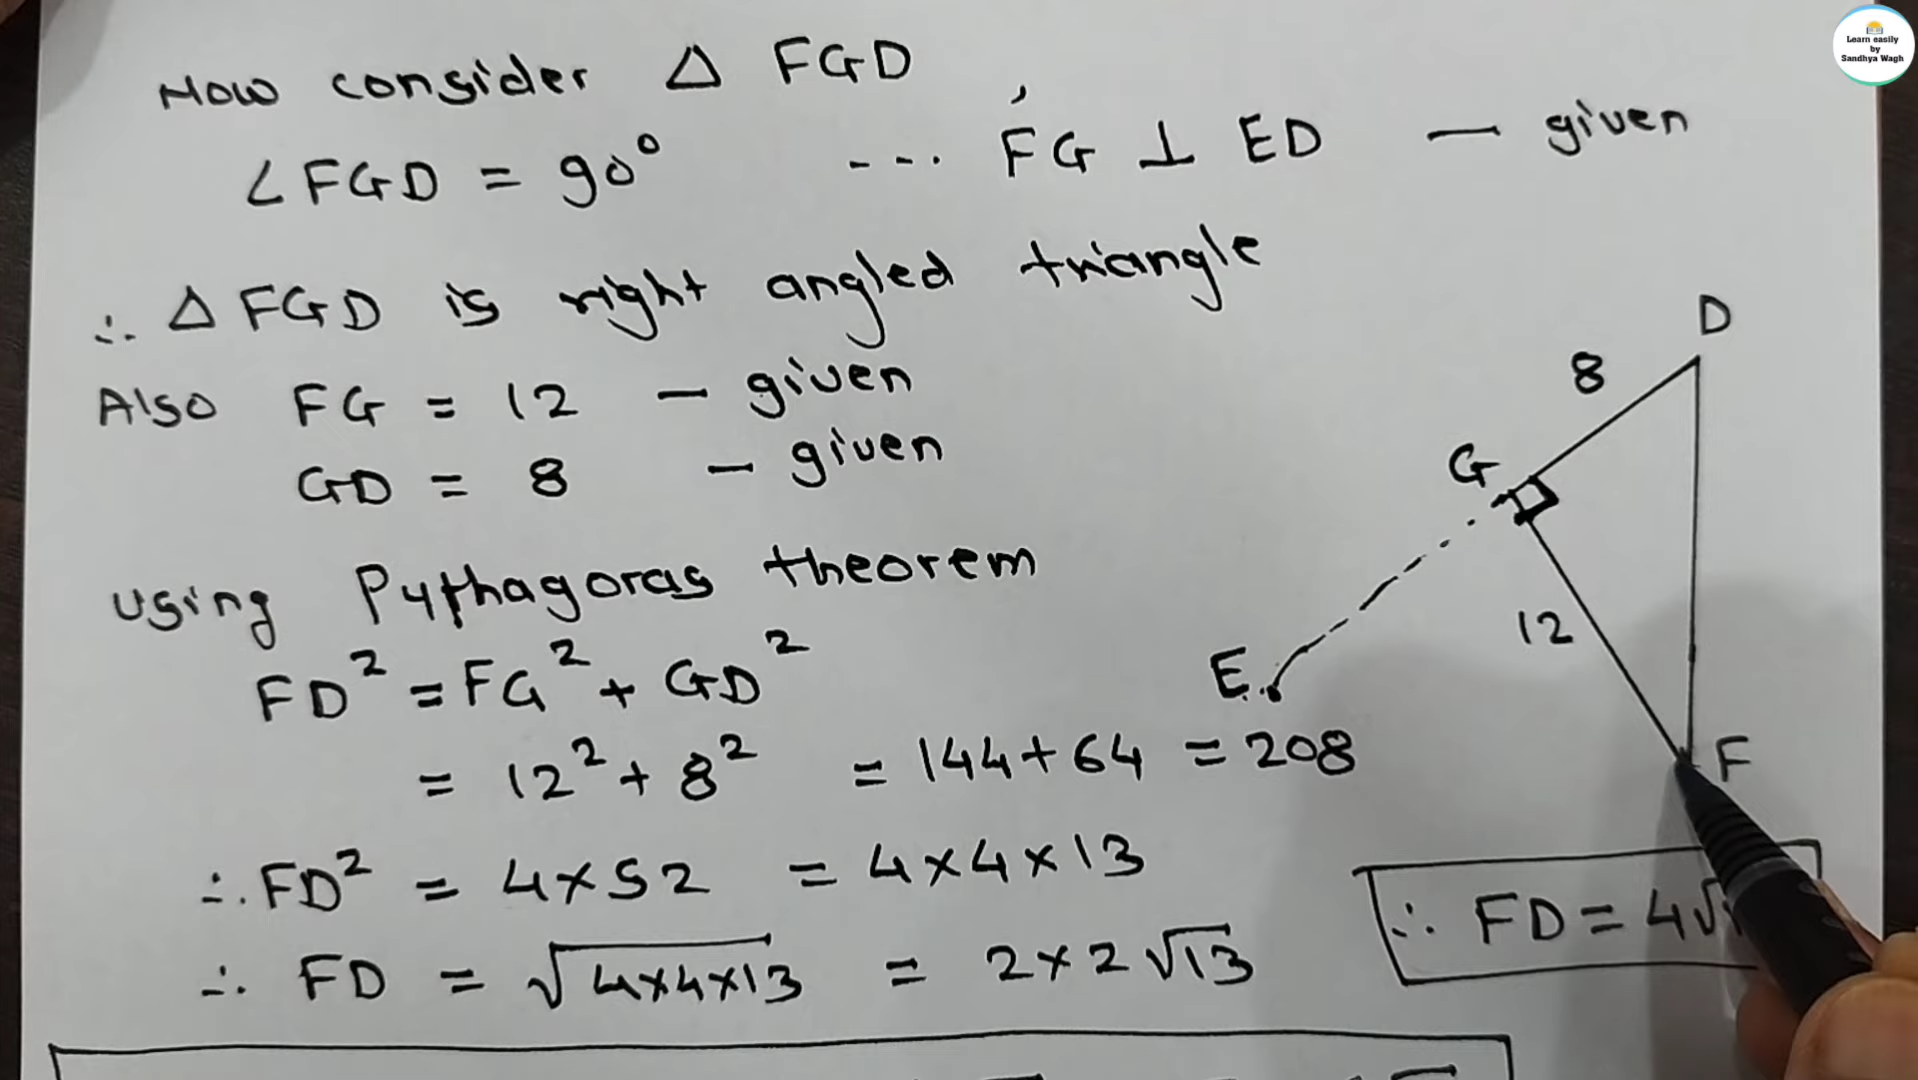 Now consider △ FGD,
∠FGD = 90° --- FG ⊥ ED — given
∴ △ FGD is right angled triangle
Also FG = 12 — given
GD = 8 — given
Using Pythagoras theorem
FD² = FG² + GD²
= 12² + 8² = 144 + 64 = 208
∴ FD² = 4×52 = 4×4×13
∴ FD = √4×4×13 = 2×2√13
∴ FD = 4√
D
8
G
12
E
F
Learn easily
by
Sandhya Wagh